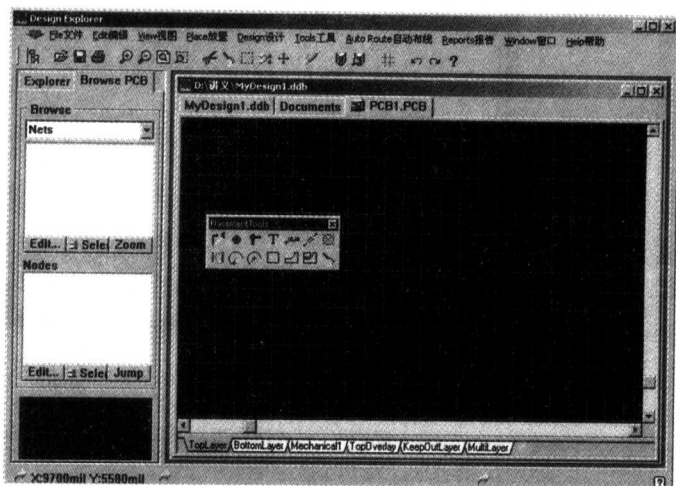 Design Explorer
File文件 Edit编辑 View视图 Place放置 Design设计 Tools工具 Auto Route自动布线 Reports报告 Window窗口 Help帮助
Explorer Browse PCB
D:\讲义\MyDesign1.ddb
MyDesign1.ddb Documents PCB1.PCB
Browse
Nets
PlacementTools
T
Edit... Selec Zoom
Nodes
Edit... Selec Jump
TopLayer BottomLayer Mechanical1 TopOverlay KeepOutLayer MultiLayer
X:9700mil Y:5580mil